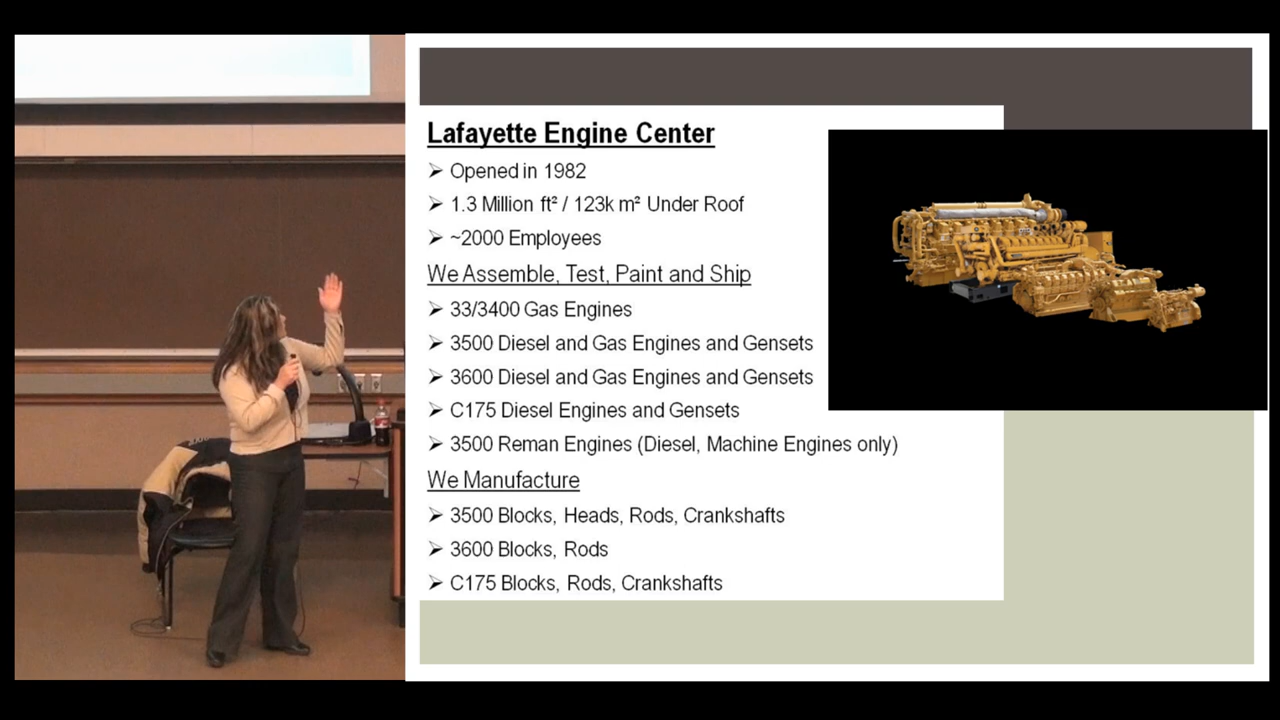 Lafayette Engine Center
➢ Opened in 1982
➢ 1.3 Million ft² / 123k m² Under Roof
➢ ~2000 Employees
We Assemble, Test, Paint and Ship
➢ 33/3400 Gas Engines
➢ 3500 Diesel and Gas Engines and Gensets
➢ 3600 Diesel and Gas Engines and Gensets
➢ C175 Diesel Engines and Gensets
➢ 3500 Reman Engines (Diesel, Machine Engines only)
We Manufacture
➢ 3500 Blocks, Heads, Rods, Crankshafts
➢ 3600 Blocks, Rods
➢ C175 Blocks, Rods, Crankshafts